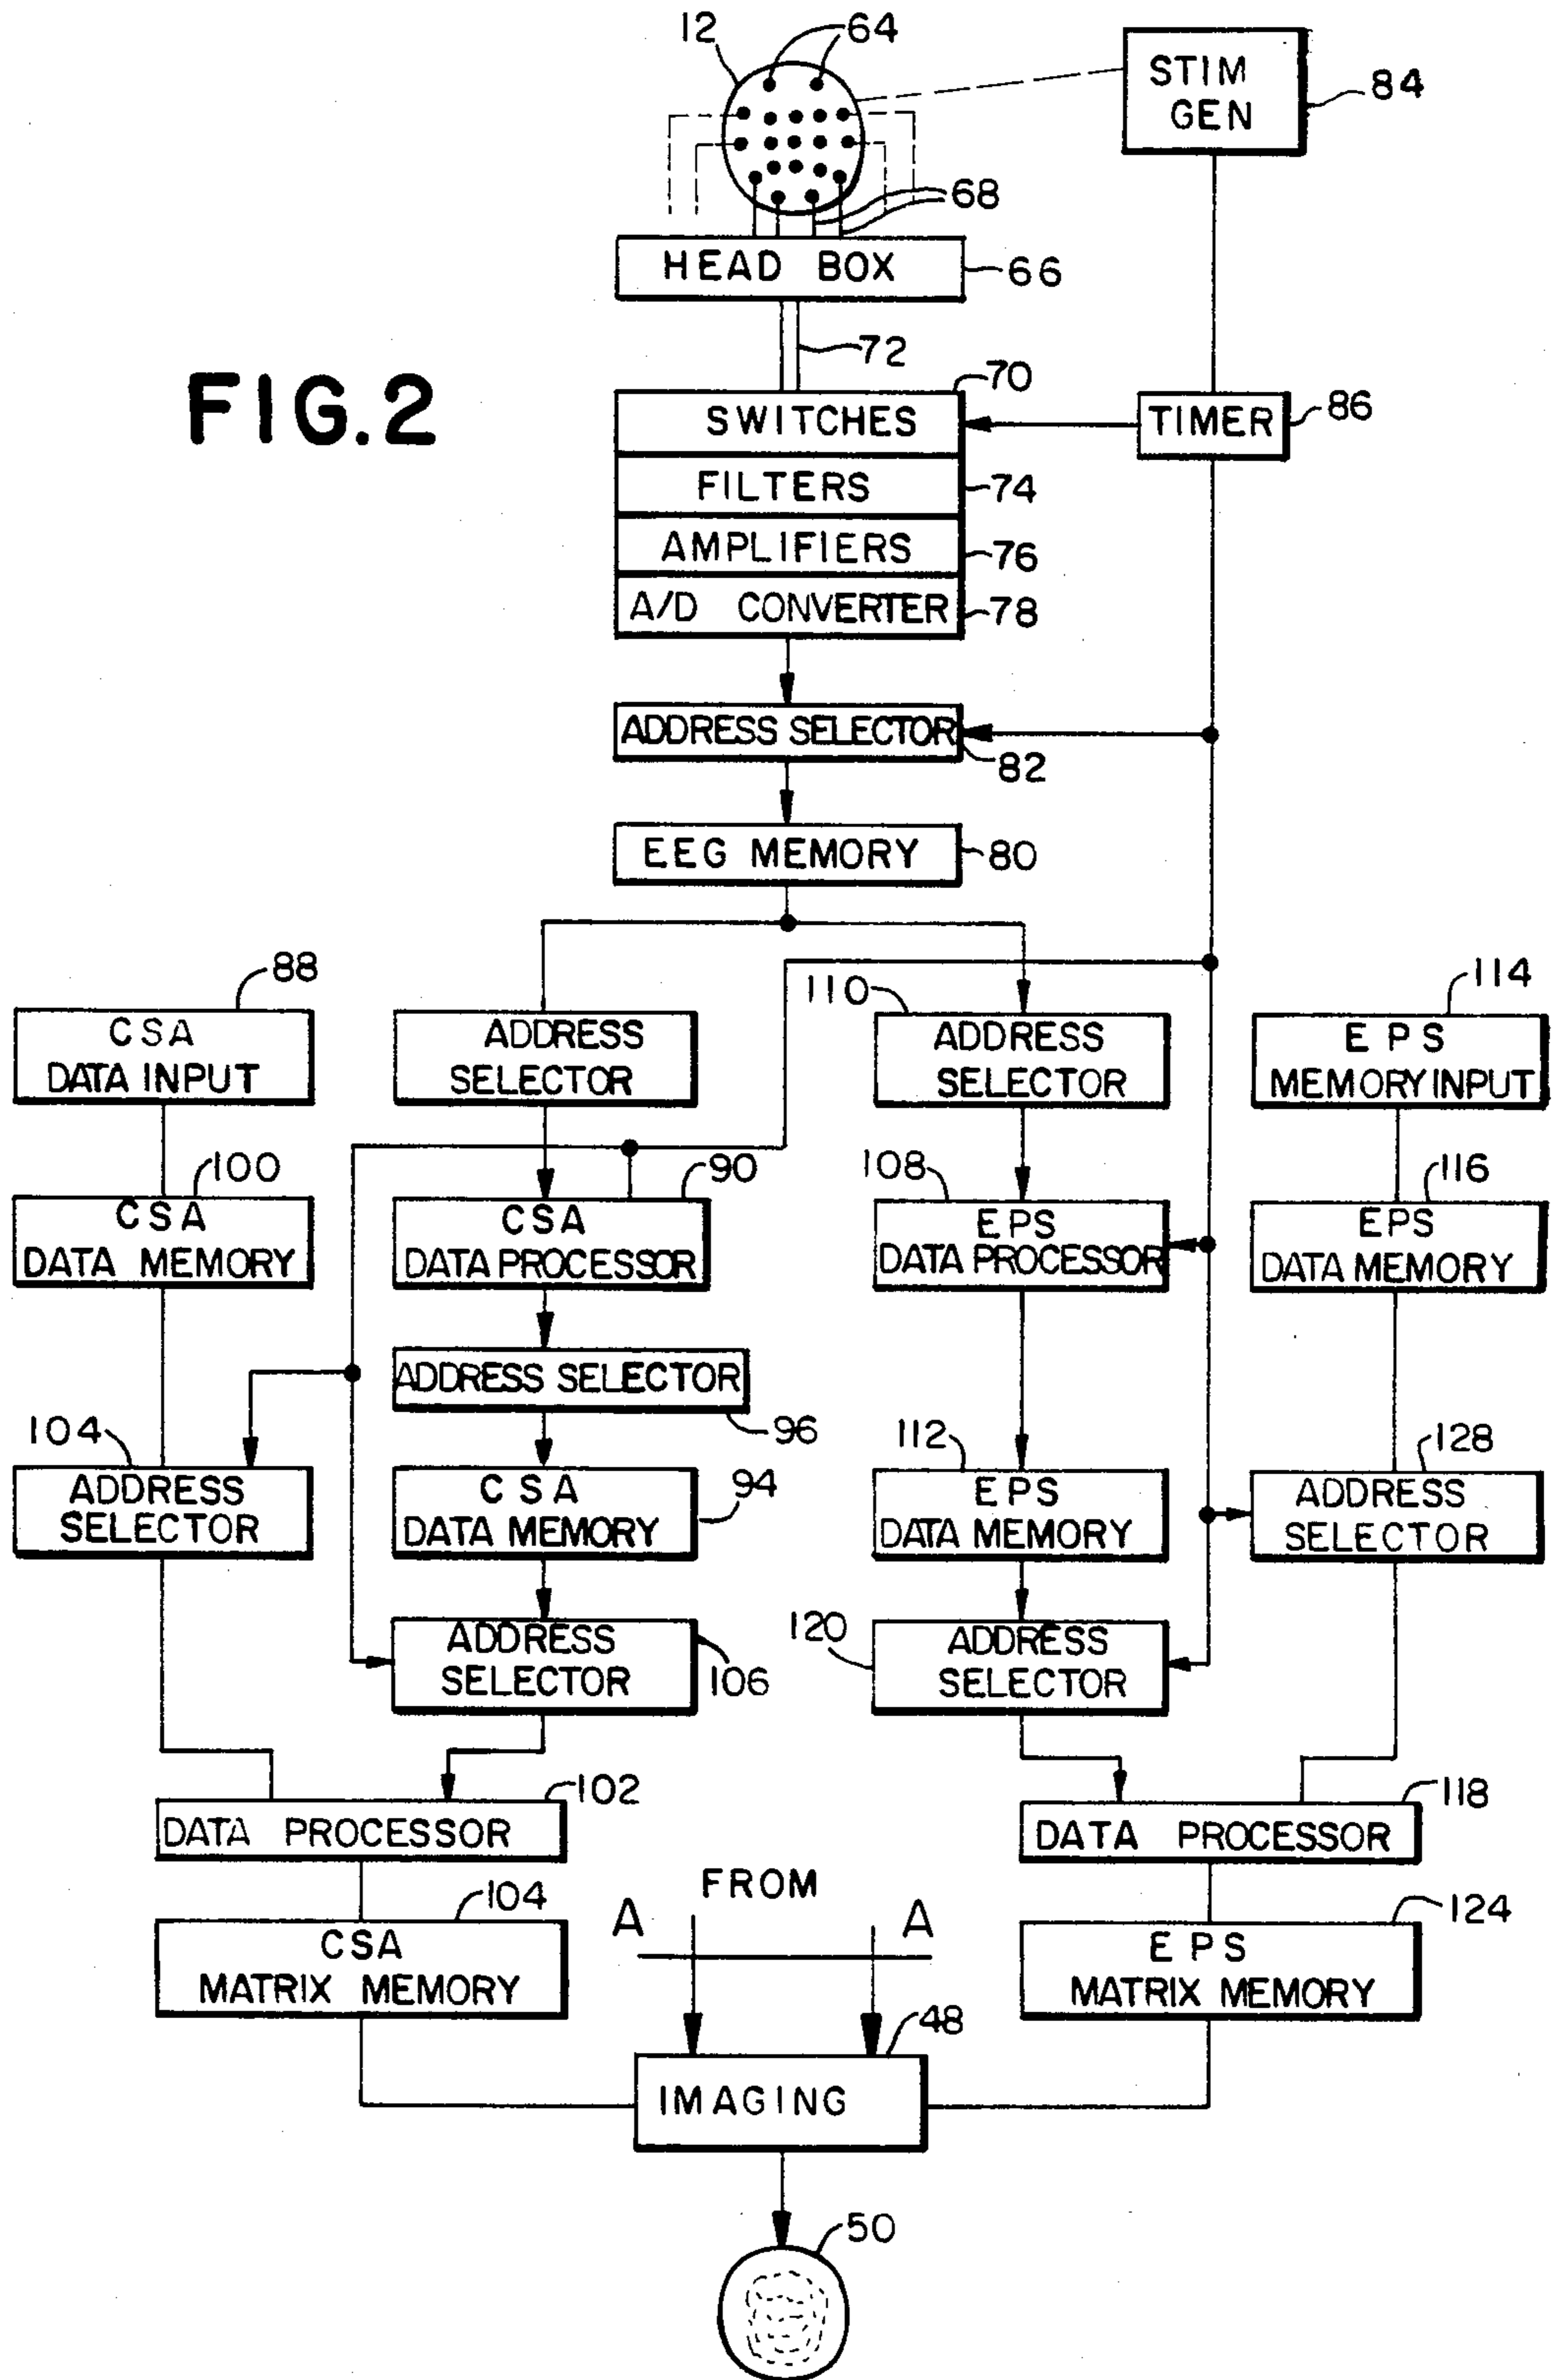 12
64
STIM
GEN
84
68
HEAD BOX
66
72
FIG.2
70
SWITCHES
TIMER
86
FILTERS
74
AMPLIFIERS
76
A/D CONVERTER
78
ADDRESS SELECTOR
82
EEG MEMORY
80
88
CSA
DATA INPUT
ADDRESS
SELECTOR
110
ADDRESS
SELECTOR
114
EPS
MEMORY INPUT
100
CSA
DATA MEMORY
90
CSA
DATA PROCESSOR
108
EPS
DATA PROCESSOR
116
EPS
DATA MEMORY
ADDRESS SELECTOR
96
104
ADDRESS
SELECTOR
CSA
DATA MEMORY
94
112
EPS
DATA MEMORY
128
ADDRESS
SELECTOR
ADDRESS
SELECTOR
106
120
ADDRESS
SELECTOR
102
DATA PROCESSOR
118
DATA PROCESSOR
FROM
A
A
104
CSA
MATRIX MEMORY
124
EPS
MATRIX MEMORY
48
IMAGING
50